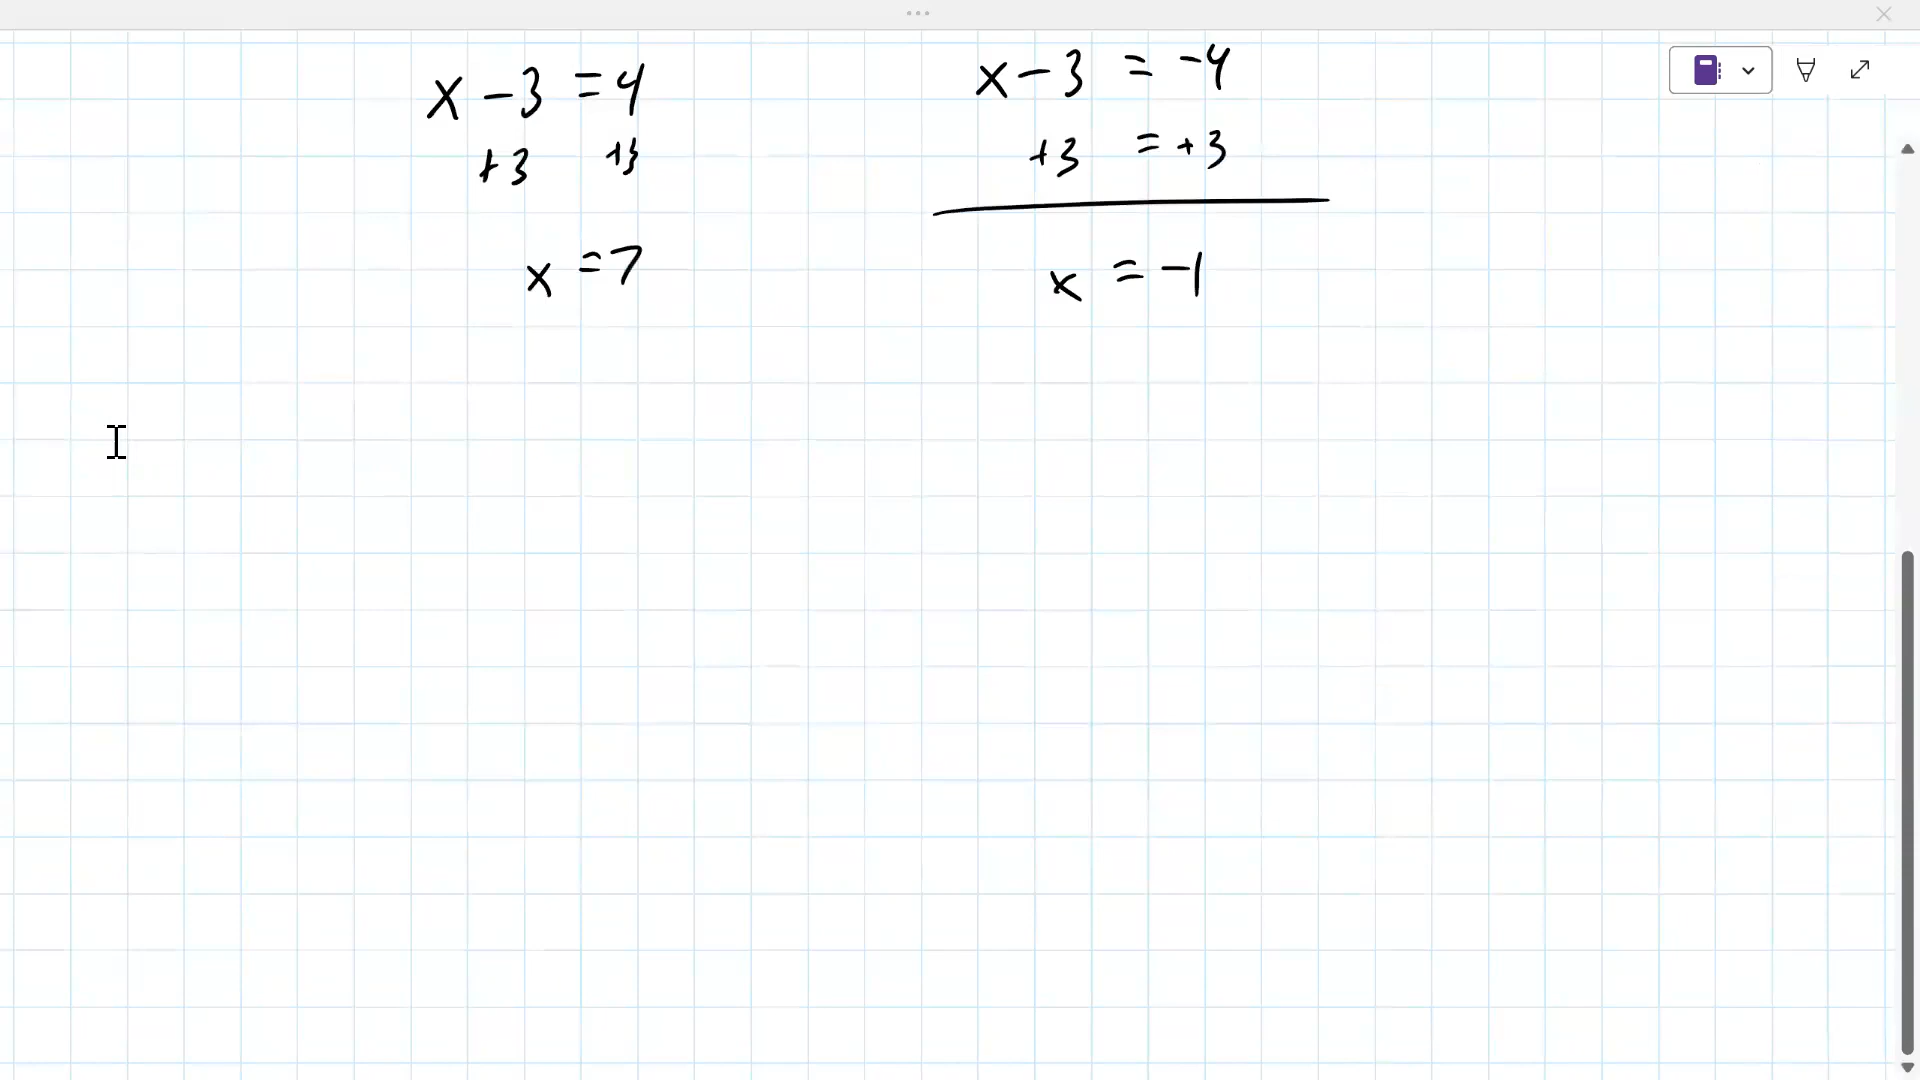 x - 3 = 4
+3 +3
x = 7
x - 3 = -4
+3 = +3
x = -1